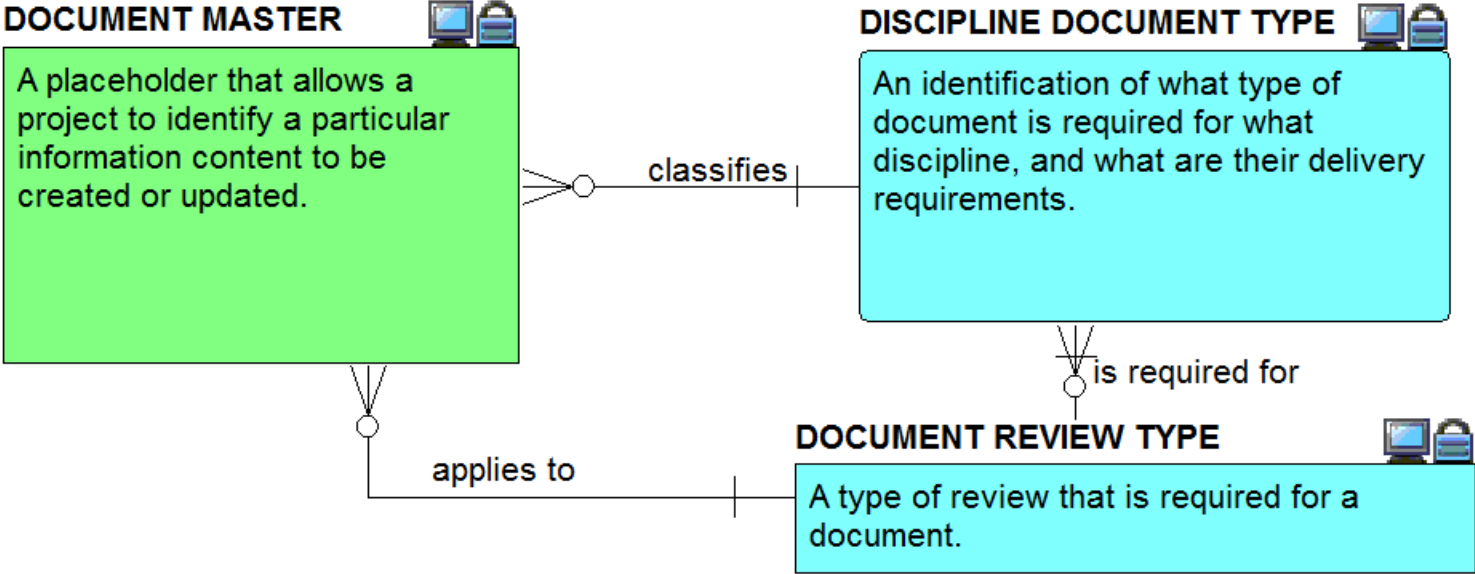 DOCUMENT MASTER
A placeholder that allows a
project to identify a particular
information content to be
created or updated.
classifies
DISCIPLINE DOCUMENT TYPE
An identification of what type of
document is required for what
discipline, and what are their delivery
requirements.
is required for
applies to
DOCUMENT REVIEW TYPE
A type of review that is required for a
document.